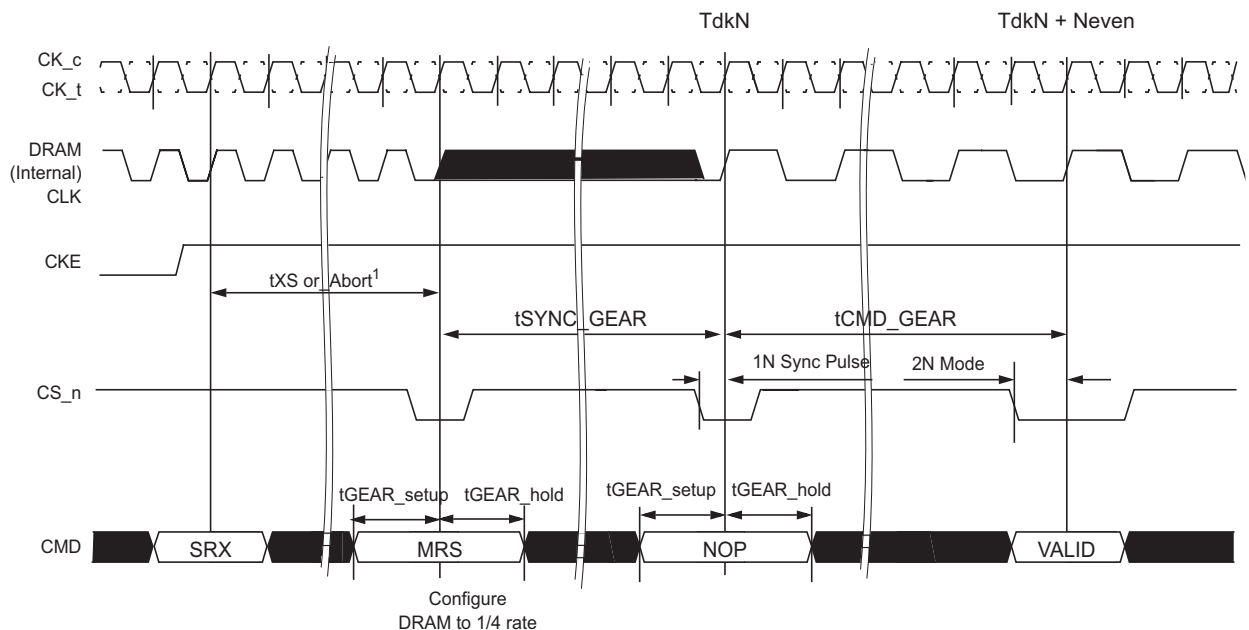 TdkN
TdkN + Neven
CK_c
CK_t
DRAM
(Internal)
CLK
CKE
tXS or_Abort1
tSYNC_GEAR
tCMD_GEAR
1N Sync Pulse
2N Mode
CS_n
tGEAR_setup
tGEAR_hold
tGEAR_setup
tGEAR_hold
CMD
SRX
MRS
NOP
VALID
Configure
DRAM to 1/4 rate